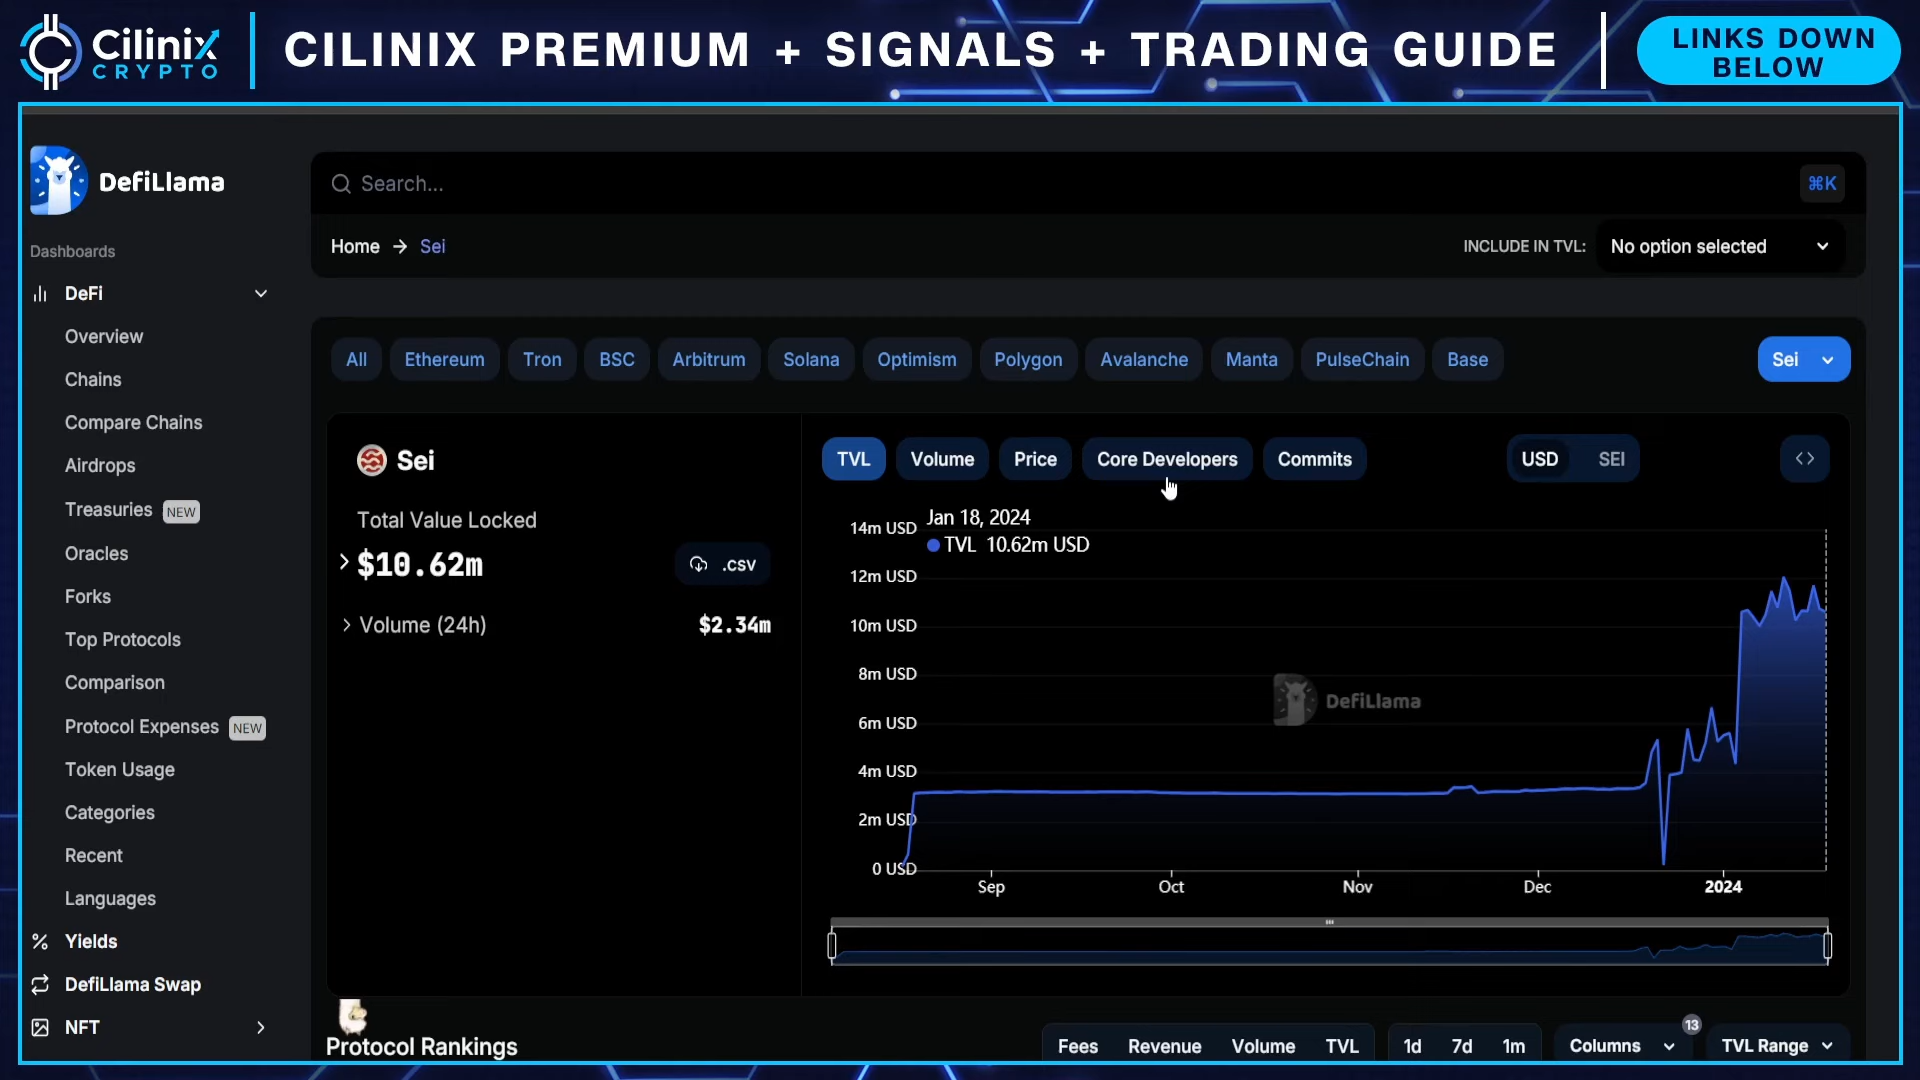 Cilinix
CRYPTO
CILINIX PREMIUM + SIGNALS + TRADING GUIDE
LINKS DOWN
BELOW
DefiLlama
Search...
⌘K
Home → Sei
INCLUDE IN TVL:
No option selected
Dashboards
DeFi
Overview
Chains
Compare Chains
Airdrops
Treasuries NEW
Oracles
Forks
Top Protocols
Comparison
Protocol Expenses NEW
Token Usage
Categories
Recent
Languages
Yields
DefiLlama Swap
NFT
All
Ethereum
Tron
BSC
Arbitrum
Solana
Optimism
Polygon
Avalanche
Manta
PulseChain
Base
Sei
Sei
Total Value Locked
$10.62m
.csv
Volume (24h)
$2.34m
TVL
Volume
Price
Core Developers
Commits
USD
SEI
Jan 18, 2024
TVL 10.62m USD
14m USD
12m USD
10m USD
8m USD
6m USD
4m USD
2m USD
0 USD
DefiLlama
Sep
Oct
Nov
Dec
2024
Protocol Rankings
Fees
Revenue
Volume
TVL
1d
7d
1m
Columns
13
TVL Range